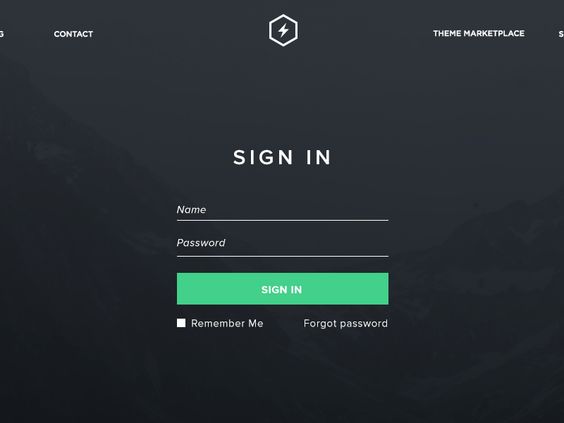 CONTACT
THEME MARKETPLACE
SIGN IN
Name
Password
SIGN IN
Remember Me
Forgot password